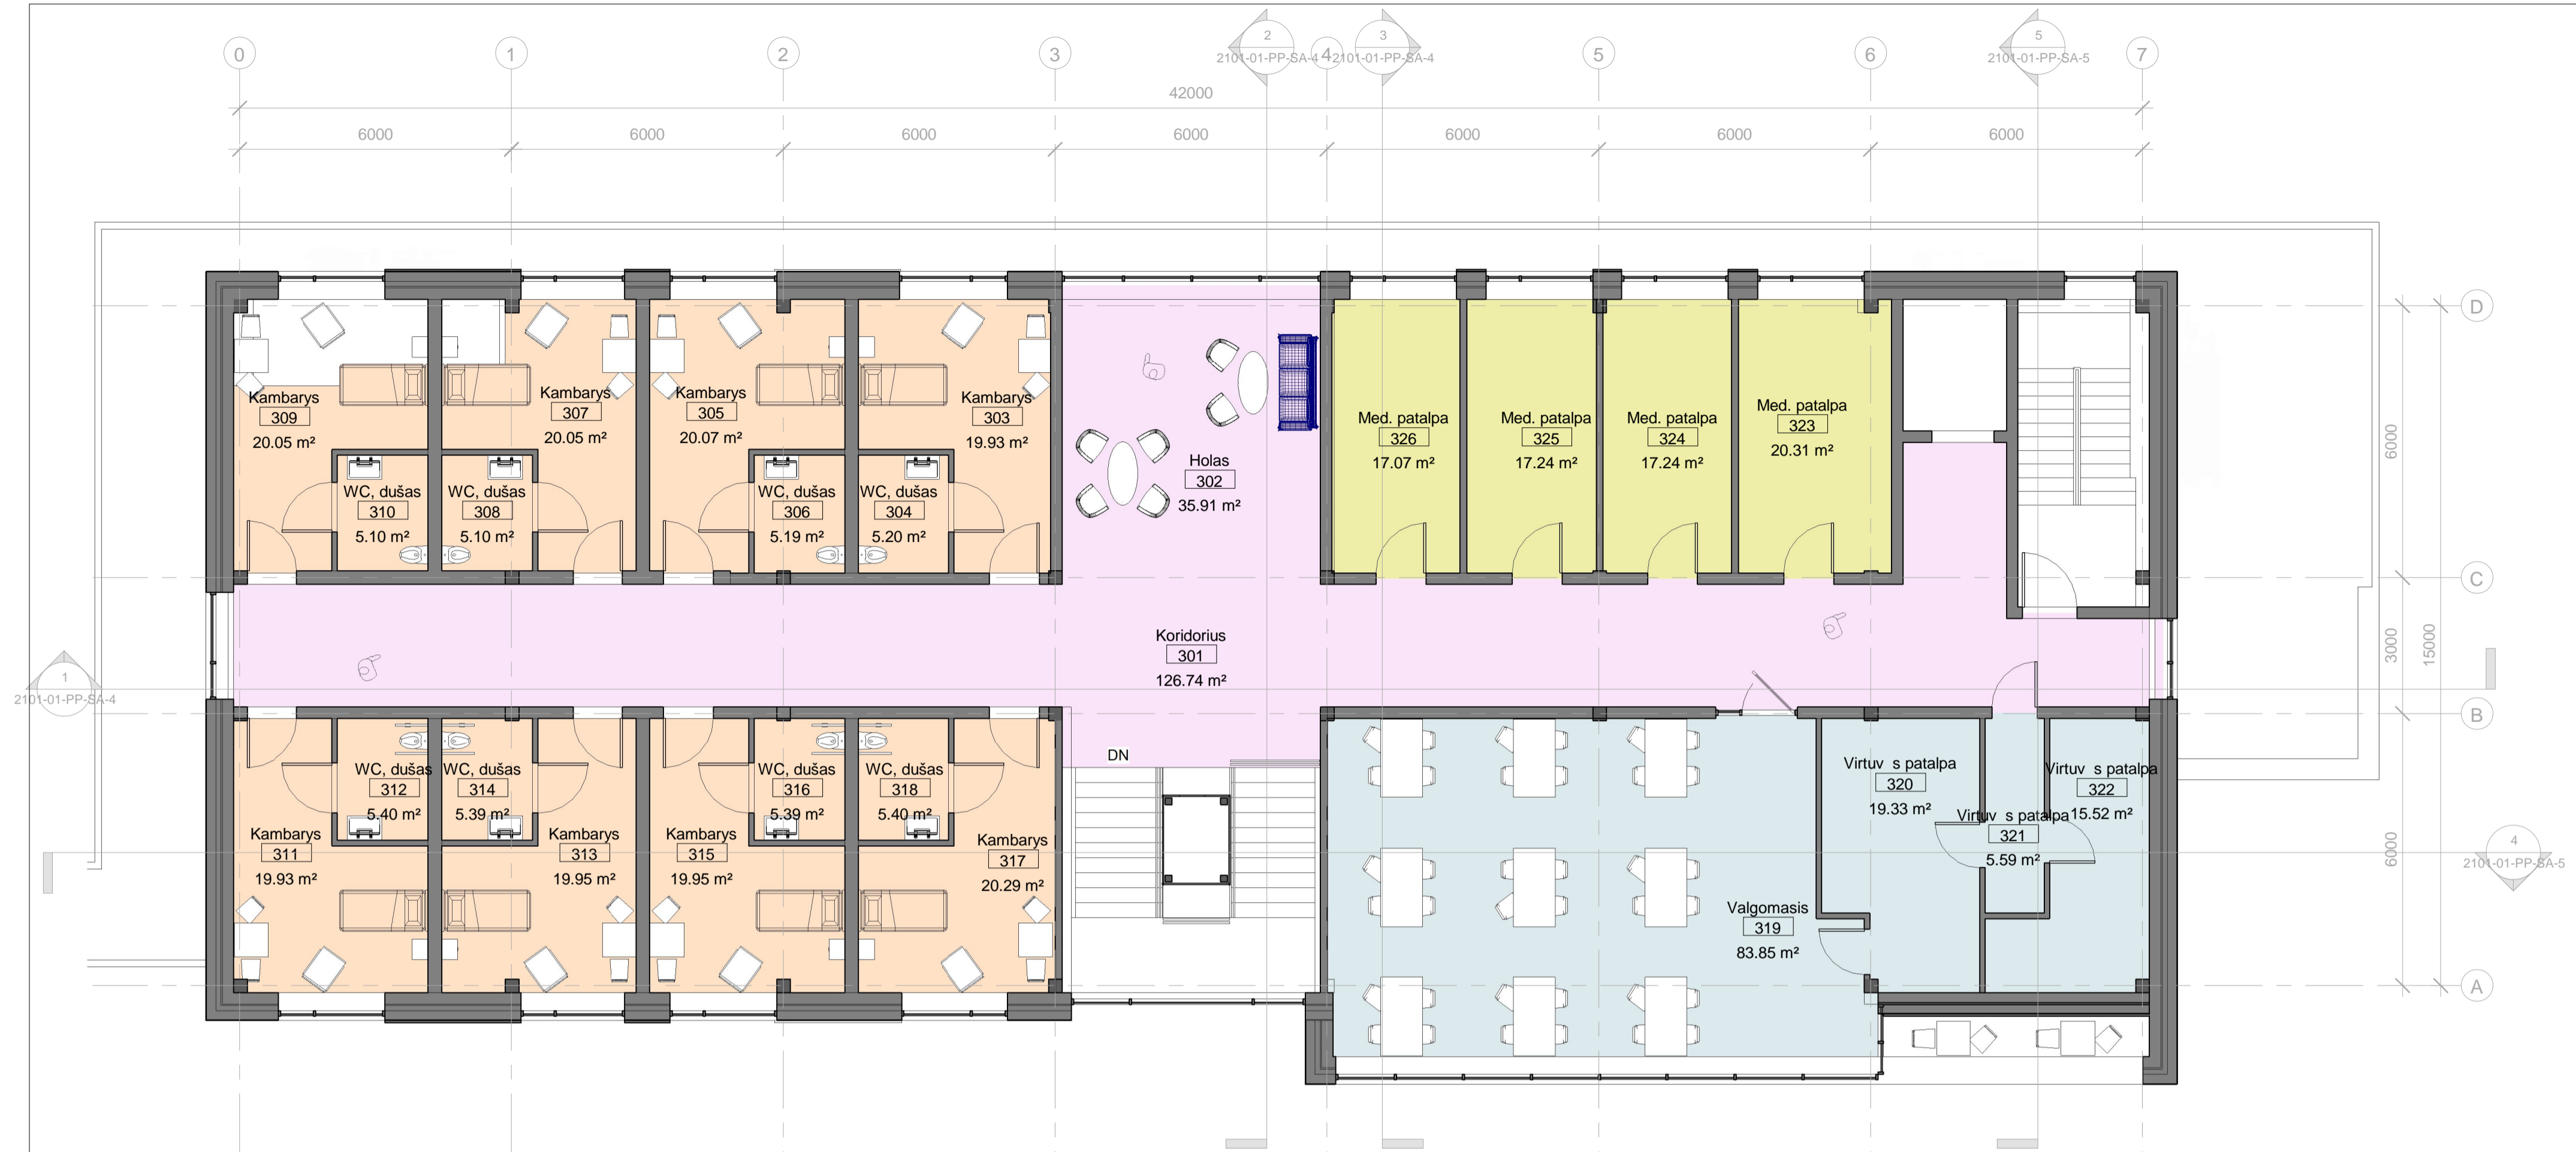 2
2101-01-PP-SA-4
3
2101-01-PP-SA-4
5
2101-01-PP-SA-5
0
1
2
3
4
5
6
7
42000
6000
6000
6000
6000
6000
6000
6000
D
C
B
A
6000
3000
6000
15000
1
2101-01-PP-SA-4
4
2101-01-PP-SA-5
Kambarys
309
20.05 m²
Kambarys
307
20.05 m²
Kambarys
305
20.07 m²
Kambarys
303
19.93 m²
WC, dušas
310
5.10 m²
WC, dušas
308
5.10 m²
WC, dušas
306
5.19 m²
WC, dušas
304
5.20 m²
Holas
302
35.91 m²
Med. patalpa
326
17.07 m²
Med. patalpa
325
17.24 m²
Med. patalpa
324
17.24 m²
Med. patalpa
323
20.31 m²
Koridorius
301
126.74 m²
DN
WC, dušas
312
5.40 m²
WC, dušas
314
5.39 m²
WC, dušas
316
5.39 m²
WC, dušas
318
5.40 m²
Kambarys
311
19.93 m²
Kambarys
313
19.95 m²
Kambarys
315
19.95 m²
Kambarys
317
20.29 m²
Valgomasis
319
83.85 m²
Virtuv s patalpa
320
19.33 m²
Virtuv s patalpa
321
5.59 m²
Virtuv s patalpa
322
15.52 m²